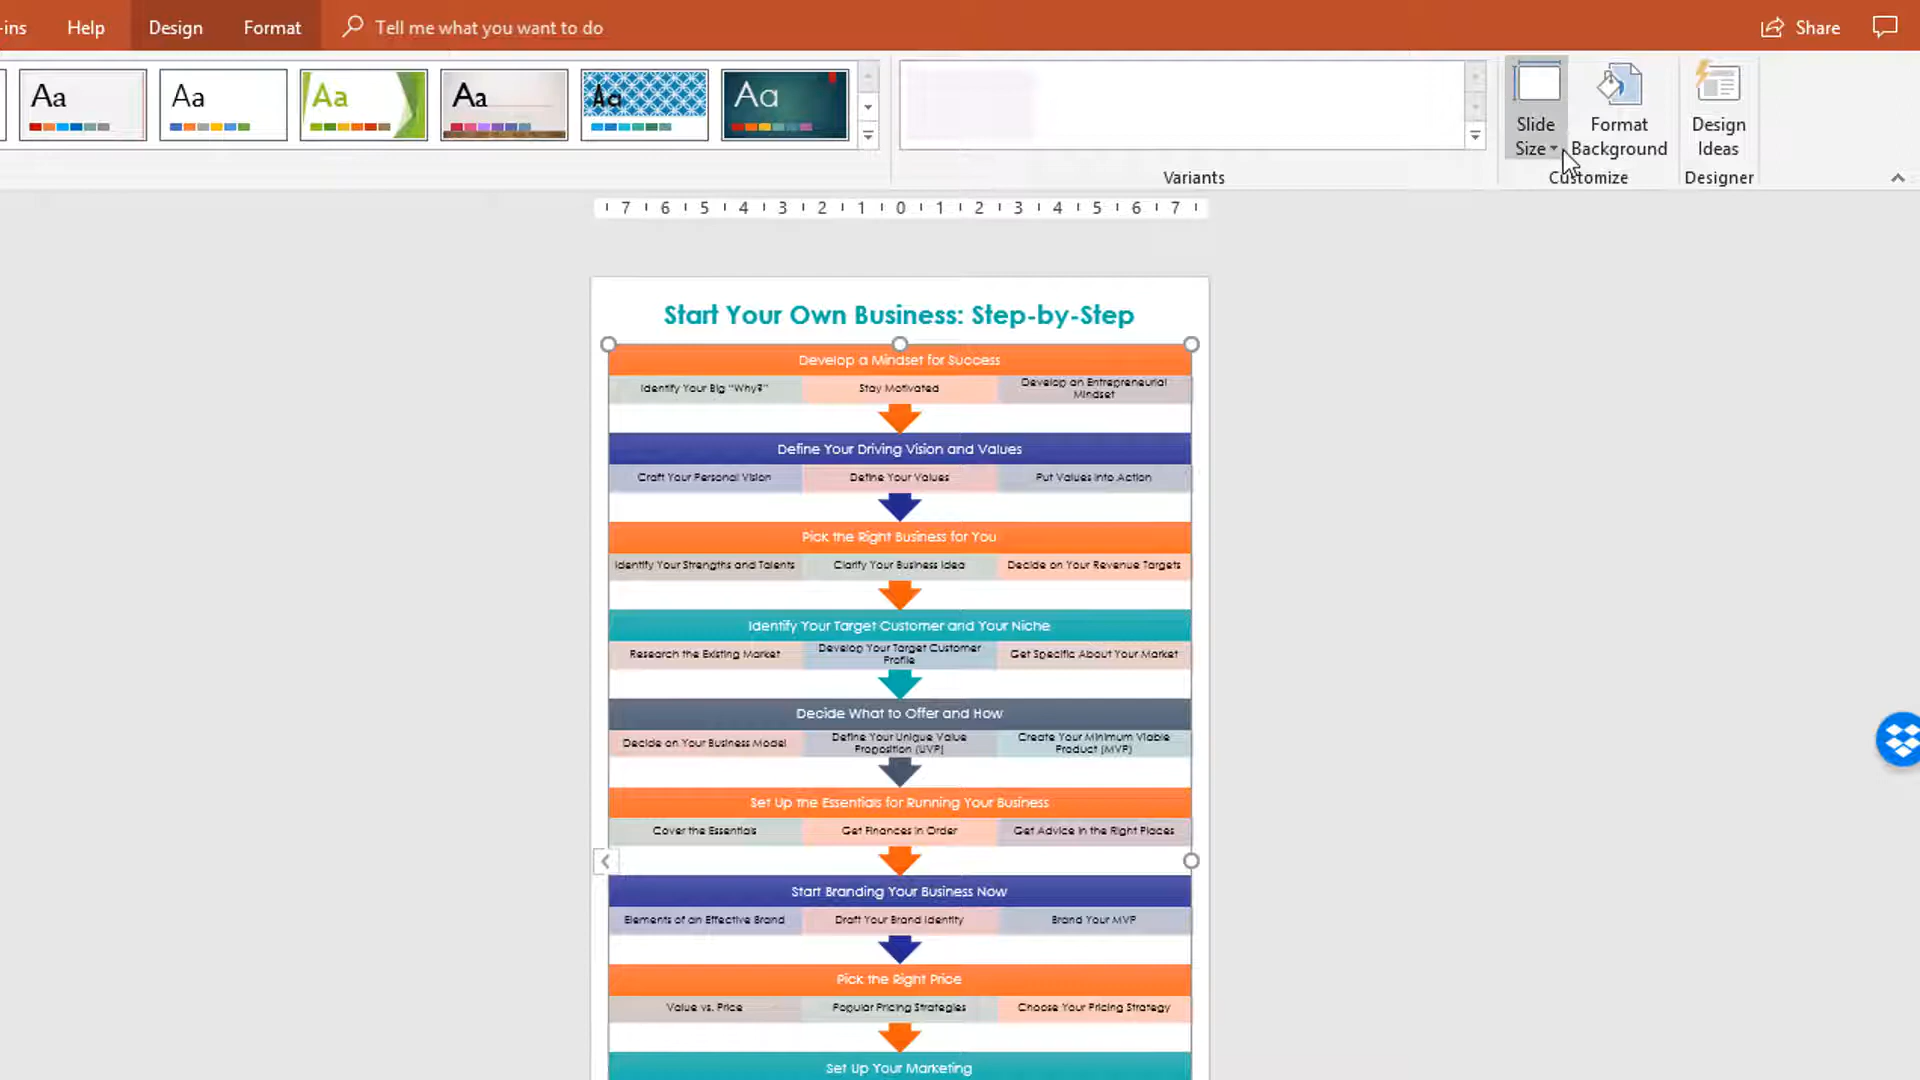 -ins Help Design Format Tell me what you want to do Share
Aa Aa Aa Aa Aa Aa
Slide Size
Format Background
Design Ideas
Variants Customize Designer
7 6 5 4 3 2 1 0 1 2 3 4 5 6 7
Start Your Own Business: Step-by-Step
Develop a Mindset for Success
Identify Your Big “Why?” Stay Motivated Develop an Entrepreneurial Mindset
Define Your Driving Vision and Values
Craft Your Personal Vision Define Your Values Put Values into Action
Pick the Right Business for You
Identify Your Strengths and Talents Clarify Your Business Idea Decide on Your Revenue Targets
Identify Your Target Customer and Your Niche
Research the Existing Market Develop Your Target Customer Profile Get Specific About Your Market
Decide What to Offer and How
Decide on Your Business Model Define Your Unique Value Proposition (UVP) Create Your Minimum Viable Product (MVP)
Set Up the Essentials for Running Your Business
Cover the Essentials Get Finances in Order Get Advice in the Right Places
Start Branding Your Business Now
Elements of an Effective Brand Draft Your Brand Identity Brand Your MVP
Pick the Right Price
Value vs. Price Popular Pricing Strategies Choose Your Pricing Strategy
Set Up Your Marketing